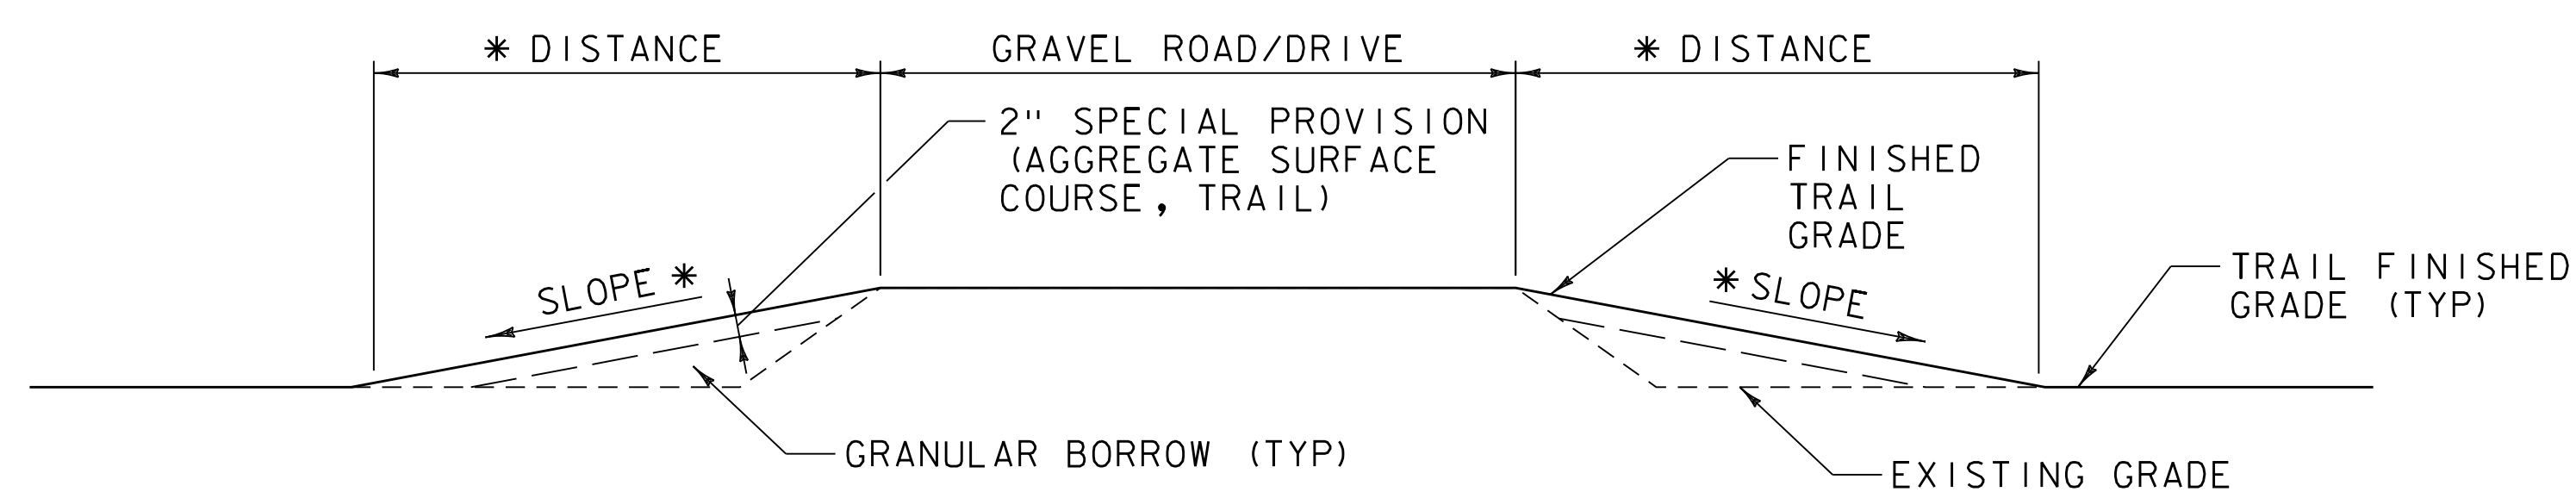 * DISTANCE
GRAVEL ROAD/DRIVE
* DISTANCE
2" SPECIAL PROVISION
(AGGREGATE SURFACE
COURSE, TRAIL)
FINISHED
TRAIL
GRADE
SLOPE *
* SLOPE
TRAIL FINISHED
GRADE (TYP)
GRANULAR BORROW (TYP)
EXISTING GRADE